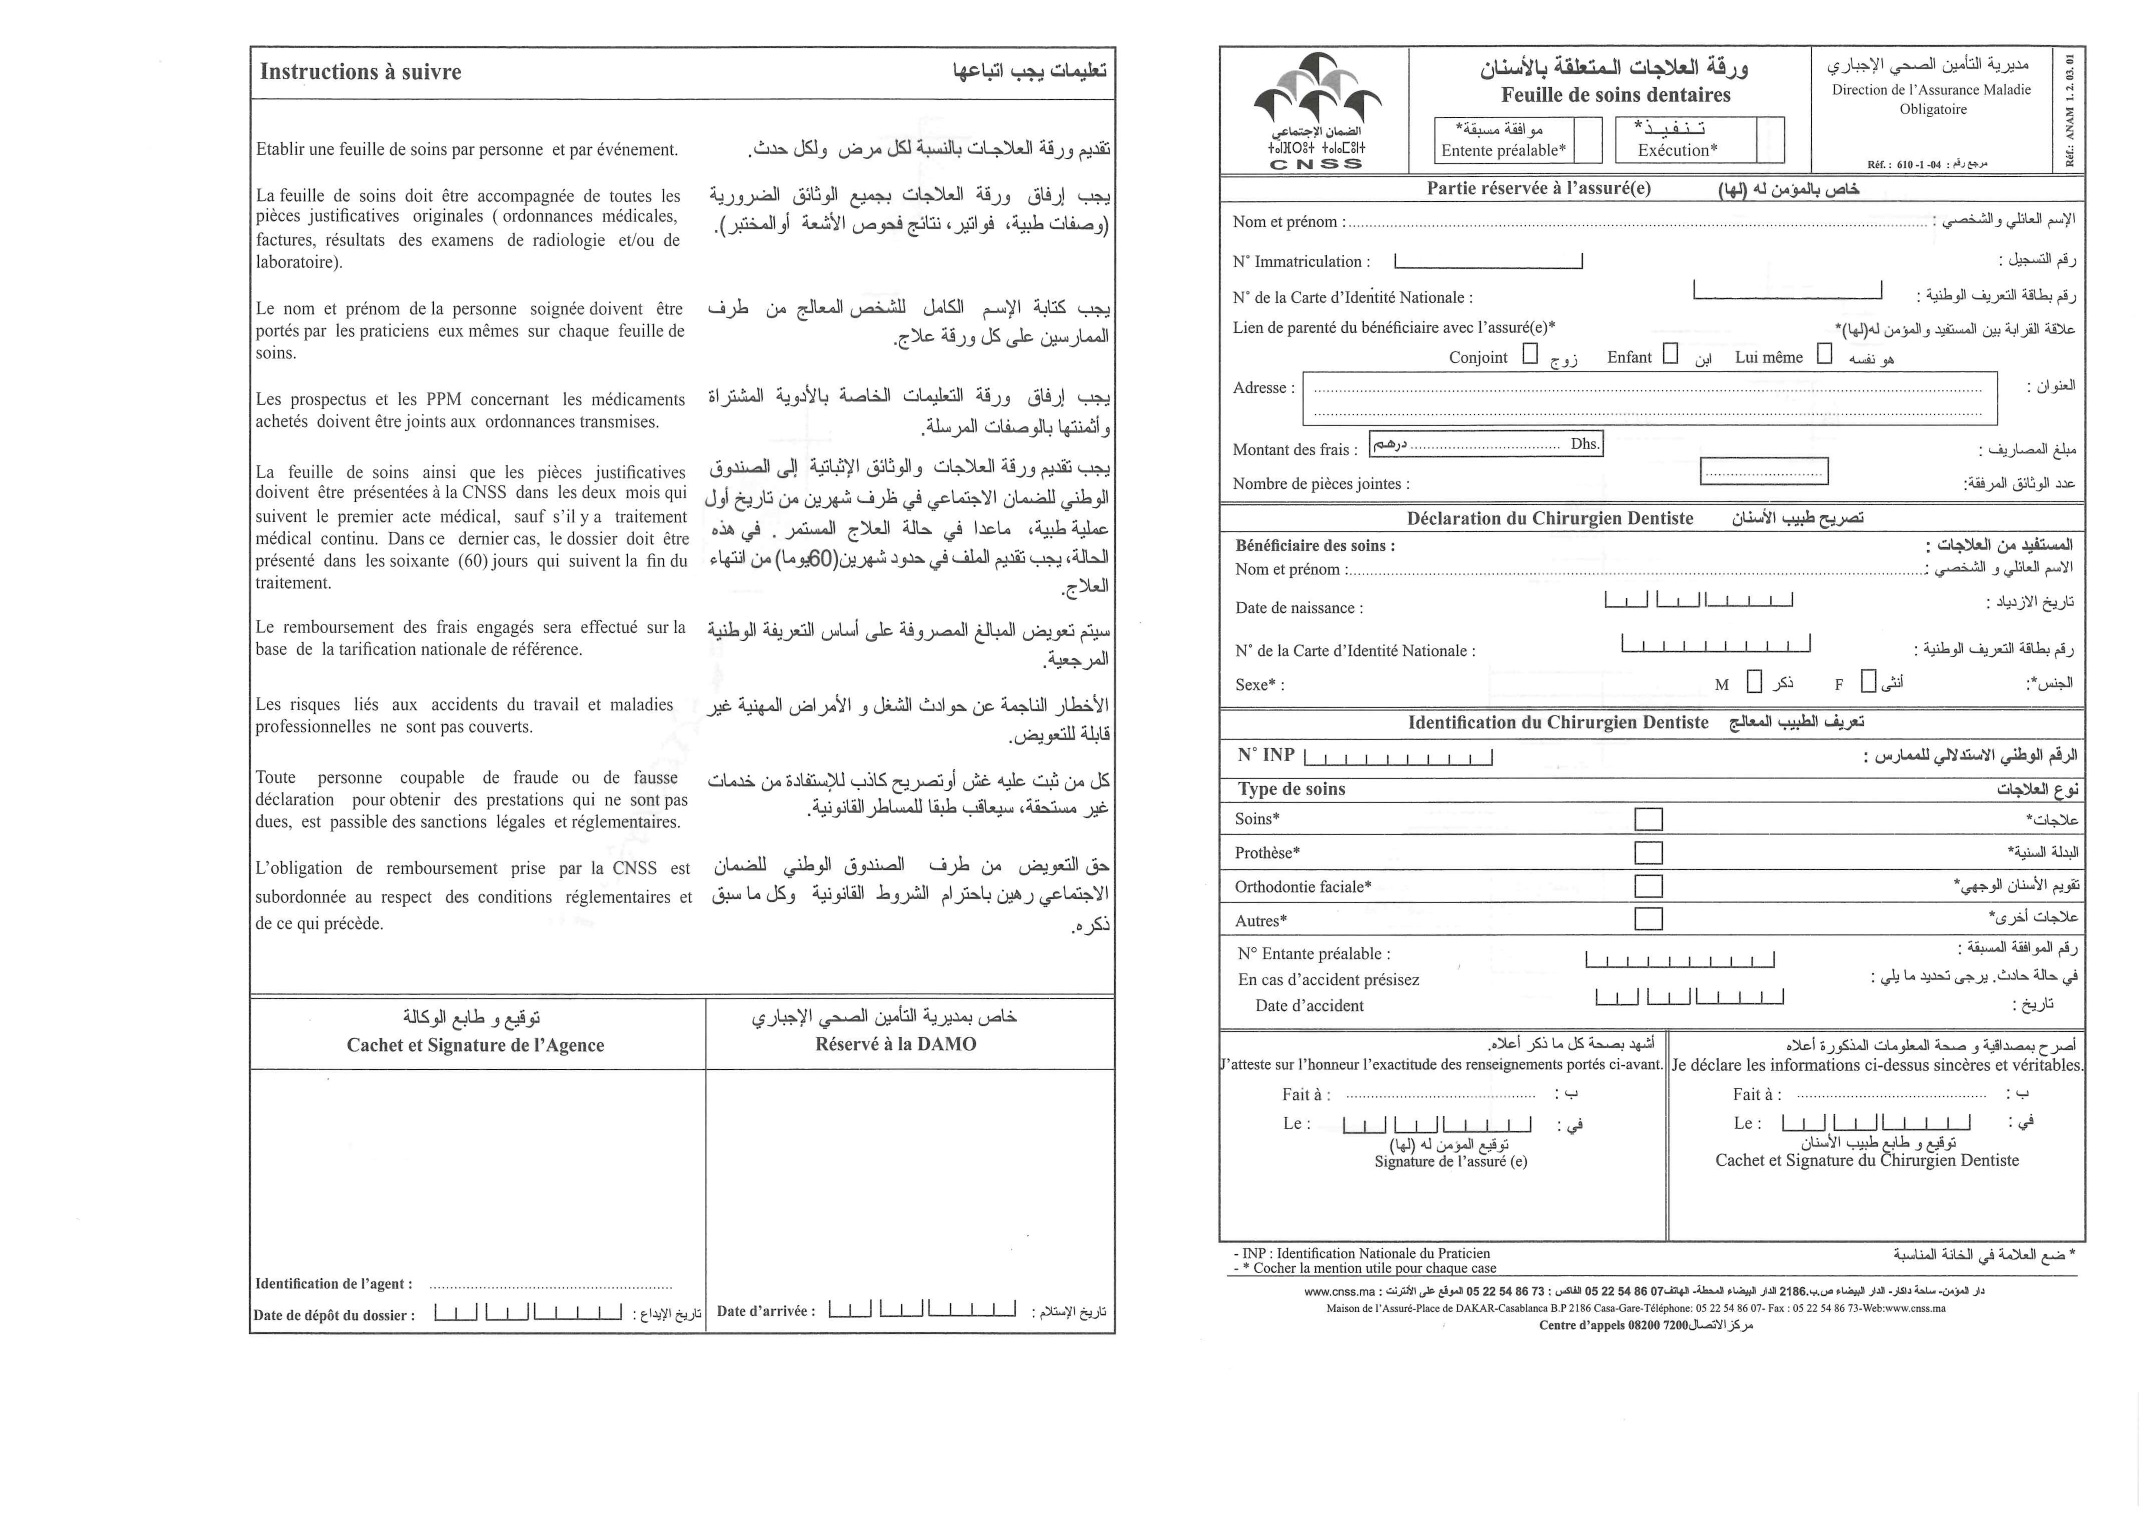 Instructions à suivre
تعليمات يجب اتباعها
Etablir une feuille de soins par personne et par événement.
تقديم ورقة العلاجات بالنسبة لكل مرض ولكل حدث.
La feuille de soins doit être accompagnée de toutes les
pièces justificatives originales ( ordonnances médicales,
factures, résultats des examens de radiologie et/ou de
laboratoire).
يجب إرفاق ورقة العلاجات بجميع الوثائق الضرورية
(وصفات طبية، فواتير، نتائج فحوص الأشعة أو المختبر).
Le nom et prénom de la personne soignée doivent être
portés par les praticiens eux mêmes sur chaque feuille de
soins.
يجب كتابة الإسم الكامل للشخص المعالج من طرف
الممارسين على كل ورقة علاج.
Les prospectus et les PPM concernant les médicaments
achetés doivent être joints aux ordonnances transmises.
يجب إرفاق ورقة التعليمات الخاصة بالأدوية المشتراة
وأثمنتها بالوصفات المرسلة.
La feuille de soins ainsi que les pièces justificatives
doivent être présentées à la CNSS dans les deux mois qui
suivent le premier acte médical, sauf s’il y a traitement
médical continu. Dans ce dernier cas, le dossier doit être
présenté dans les soixante (60) jours qui suivent la fin du
traitement.
يجب تقديم ورقة العلاجات والوثائق الإثباتية إلى الصندوق
الوطني للضمان الاجتماعي في ظرف شهرين من تاريخ أول
عملية طبية، ماعدا في حالة العلاج المستمر . في هذه
الحالة، يجب تقديم الملف في حدود شهرين(60يوما) من انتهاء
العلاج.
Le remboursement des frais engagés sera effectué sur la
base de la tarification nationale de référence.
سيتم تعويض المبالغ المصروفة على أساس التعريفة الوطنية
المرجعية.
Les risques liés aux accidents du travail et maladies
professionnelles ne sont pas couverts.
الأخطار الناجمة عن حوادث الشغل و الأمراض المهنية غير
قابلة للتعويض.
Toute personne coupable de fraude ou de fausse
déclaration pour obtenir des prestations qui ne sont pas
dues, est passible des sanctions légales et réglementaires.
كل من ثبت عليه غش أو تصريح كاذب للإستفادة من خدمات
غير مستحقة، سيعاقب طبقا للمساطر القانونية.
L’obligation de remboursement prise par la CNSS est
subordonnée au respect des conditions réglementaires et
de ce qui précède.
حق التعويض من طرف الصندوق الوطني للضمان
الاجتماعي رهين باحترام الشروط القانونية وكل ما سبق
ذكره.
توقيع و طابع الوكالة
Cachet et Signature de l’Agence
خاص بمديرية التأمين الصحي الإجباري
Réservé à la DAMO
Identification de l’agent : ..........
Date de dépôt du dossier : تاريخ الإيداع :
Date d’arrivée : تاريخ الإستلام :
الضمان الإجتماعي
CNSS
ورقة العلاجات المتعلقة بالأسنان
Feuille de soins dentaires
موافقة مسبقة*
Entente préalable*
تنفيذ*
Exécution*
مديرية التأمين الصحي الإجباري
Direction de l’Assurance Maladie
Obligatoire
Réf. : 610 -1 -04 : مرجع رقم
Réf.: ANAM 1. 2. 03. 01
Partie réservée à l’assuré(e) خاص بالمؤمن له (لها)
Nom et prénom :.......... الإسم العائلي والشخصي :
N° Immatriculation : رقم التسجيل :
N° de la Carte d’Identité Nationale : رقم بطاقة التعريف الوطنية :
Lien de parenté du bénéficiaire avec l’assuré(e)* علاقة القرابة بين المستفيد والمؤمن له(لها)*
Conjoint زوج Enfant ابن Lui même هو نفسه
Adresse : .......... العنوان :
Montant des frais : درهم .......... Dhs. مبلغ المصاريف :
Nombre de pièces jointes : .......... عدد الوثائق المرفقة:
Déclaration du Chirurgien Dentiste تصريح طبيب الأسنان
Bénéficiaire des soins : المستفيد من العلاجات :
Nom et prénom :.......... الاسم العائلي و الشخصي :
Date de naissance : تاريخ الازدياد :
N° de la Carte d’Identité Nationale : رقم بطاقة التعريف الوطنية :
Sexe* : M ذكر F أنثى الجنس*:
Identification du Chirurgien Dentiste تعريف الطبيب المعالج
N° INP الرقم الوطني الاستدلالي للممارس :
Type de soins نوع العلاجات
Soins* علاجات*
Prothèse* البدلة السنية*
Orthodontie faciale* تقويم الأسنان الوجهي*
Autres* علاجات أخرى*
N° Entante préalable : رقم الموافقة المسبقة :
En cas d’accident présisez في حالة حادث. يرجى تحديد ما يلي :
Date d’accident تاريخ :
أشهد بصحة كل ما ذكر أعلاه.
J’atteste sur l’honneur l’exactitude des renseignements portés ci-avant.
Fait à : .......... ب :
Le : في :
توقيع المؤمن له (لها)
Signature de l’assuré (e)
أصرح بمصداقية و صحة المعلومات المذكورة أعلاه
Je déclare les informations ci-dessus sincères et véritables.
Fait à : .......... ب :
Le : في :
توقيع و طابع طبيب الأسنان
Cachet et Signature du Chirurgien Dentiste
- INP : Identification Nationale du Praticien
- * Cocher la mention utile pour chaque case
* ضع العلامة في الخانة المناسبة
دار المؤمن- ساحة داكار- الدار البيضاء ص.ب.2186 الدار البيضاء المحطة- الهاتف07 86 54 22 05 الفاكس : 73 86 54 22 05 الموقع على الأنترنت : www.cnss.ma
Maison de l’Assuré-Place de DAKAR-Casablanca B.P 2186 Casa-Gare-Téléphone: 05 22 54 86 07- Fax : 05 22 54 86 73-Web:www.cnss.ma
Centre d’appels 08200 7200مركز الاتصال